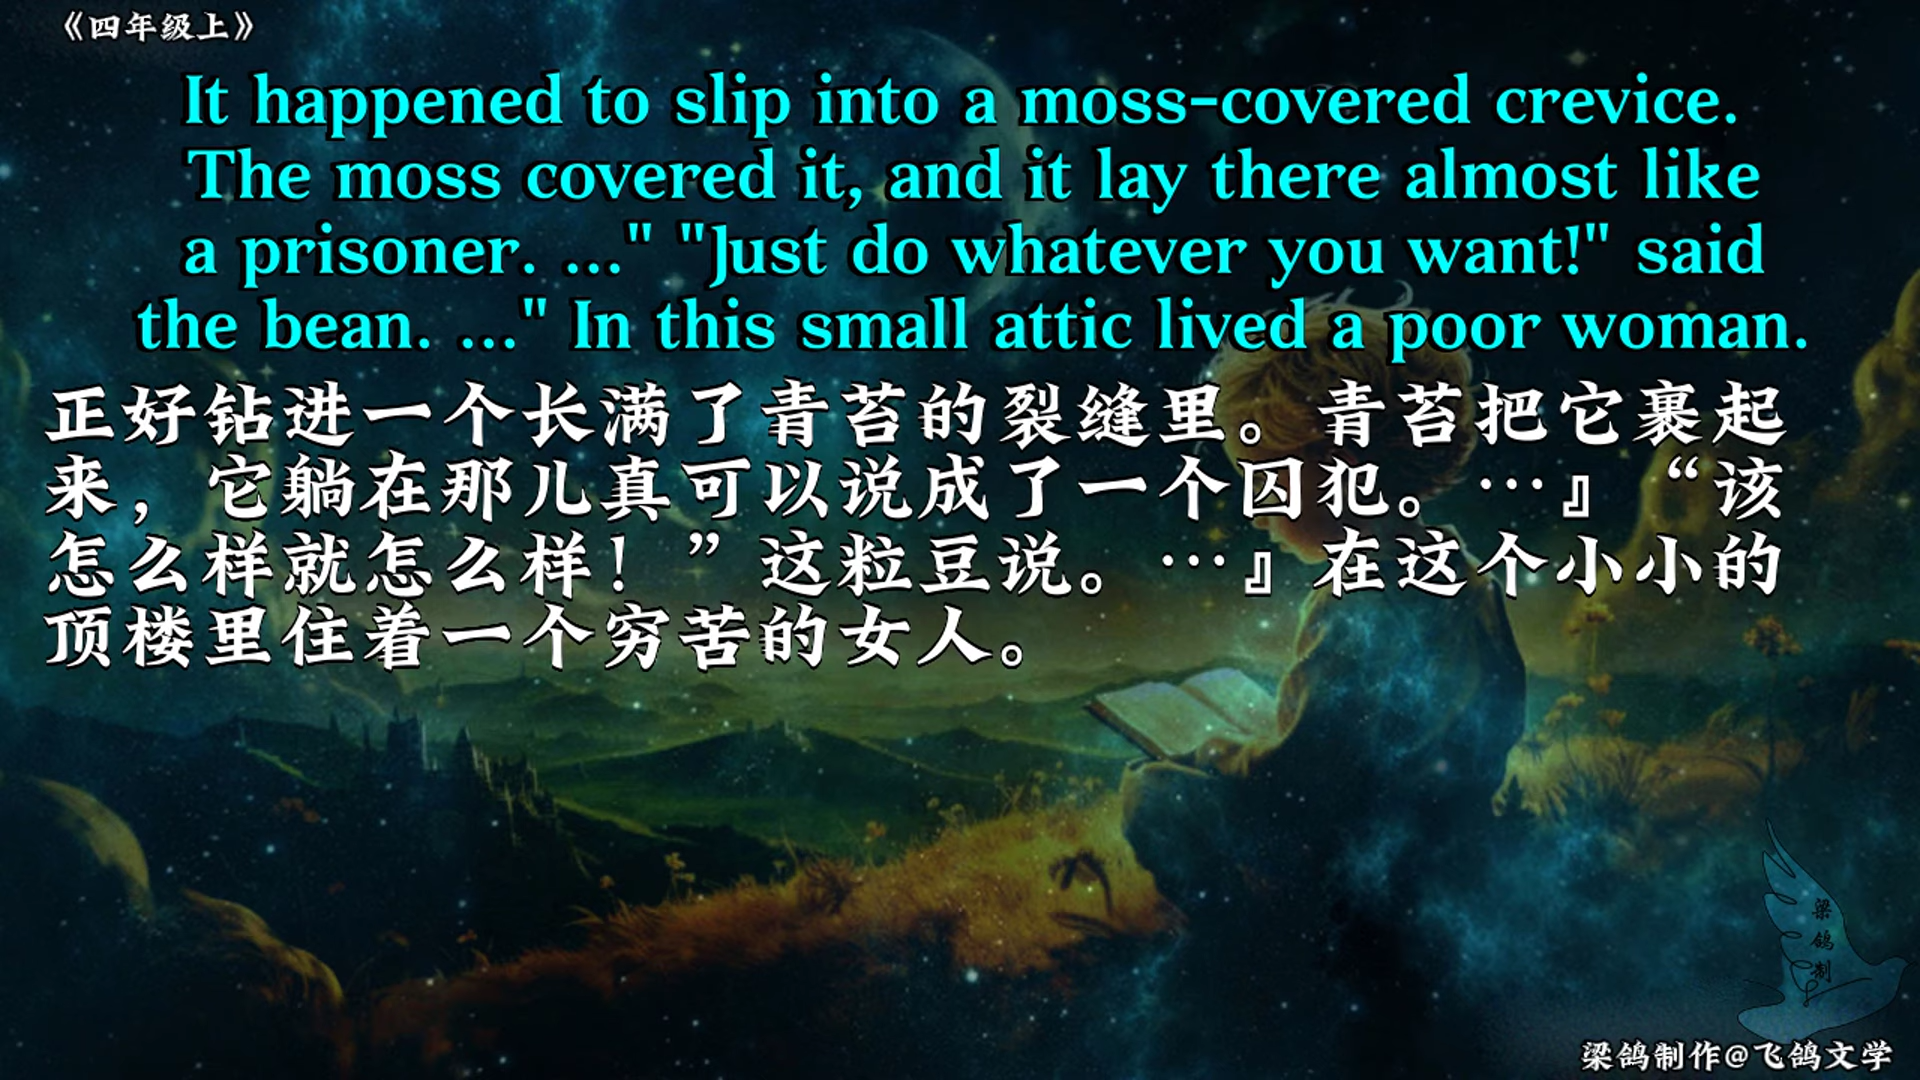 《四年级上》
It happened to slip into a moss-covered crevice.
The moss covered it, and it lay there almost like
a prisoner. ..." "Just do whatever you want!" said
the bean. ..." In this small attic lived a poor woman.
正好钻进一个长满了青苔的裂缝里。青苔把它裹起
来，它躺在那儿真可以说成了一个囚犯。…』“该
怎么样就怎么样！”这粒豆说。…』在这个小小的
顶楼里住着一个穷苦的女人。
梁
鸽
制
梁鸽制作@飞鸽文学